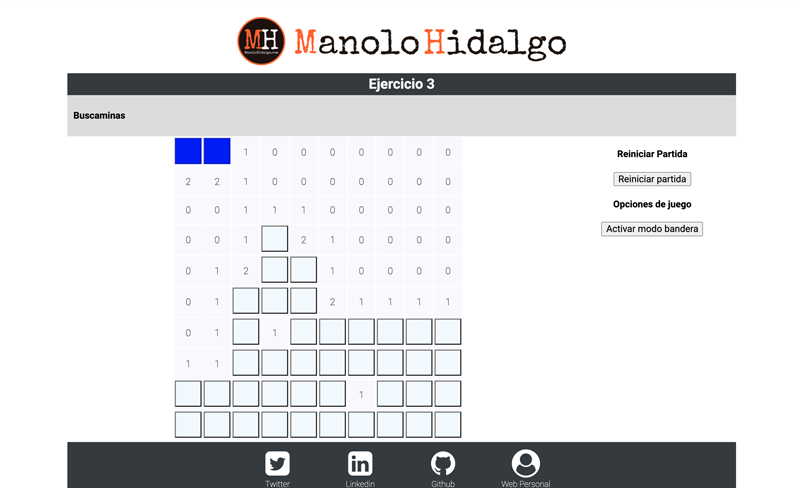 MH ManoloHidalgo
Ejercicio 3
Buscaminas
1 0 0 0 0 0 0 0
2 2 1 0 0 0 0 0 0 0
0 0 1 1 1 0 0 0 0 0
0 0 1 2 1 0 0 0 0
0 1 2 1 0 0 0 0
0 1 2 1 1 1 1
0 1 1
1 1
1
Reiniciar Partida
Reiniciar partida
Opciones de juego
Activar modo bandera
Twitter Linkedin Github Web Personal